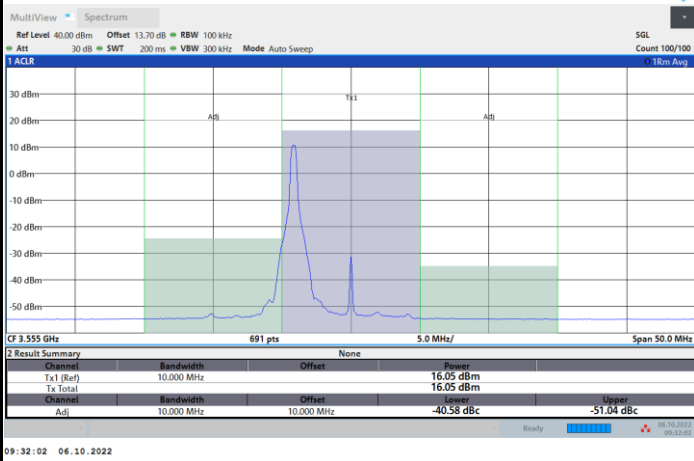 MultiView Spectrum
Ref Level 40.00 dBm Offset 13.70 dB RBW 100 kHz SGL
Att 30 dB SWT 200 ms VBW 300 kHz Mode Auto Sweep Count 100/100
1 ACLR 1Rm Avg
30 dBm
Tx1
20 dBm
Adj Adj
10 dBm
0 dBm
-10 dBm
-20 dBm
-30 dBm
-40 dBm
-50 dBm
CF 3.555 GHz 691 pts 5.0 MHz/ Span 50.0 MHz
2 Result Summary None
Channel Bandwidth Offset Power
Tx1 (Ref) 10.000 MHz 16.05 dBm
Tx Total 16.05 dBm
Channel Bandwidth Offset Lower Upper
Adj 10.000 MHz 10.000 MHz -40.58 dBc -51.04 dBc
Ready 06.10.2022
09:32:02
09:32:02 06.10.2022